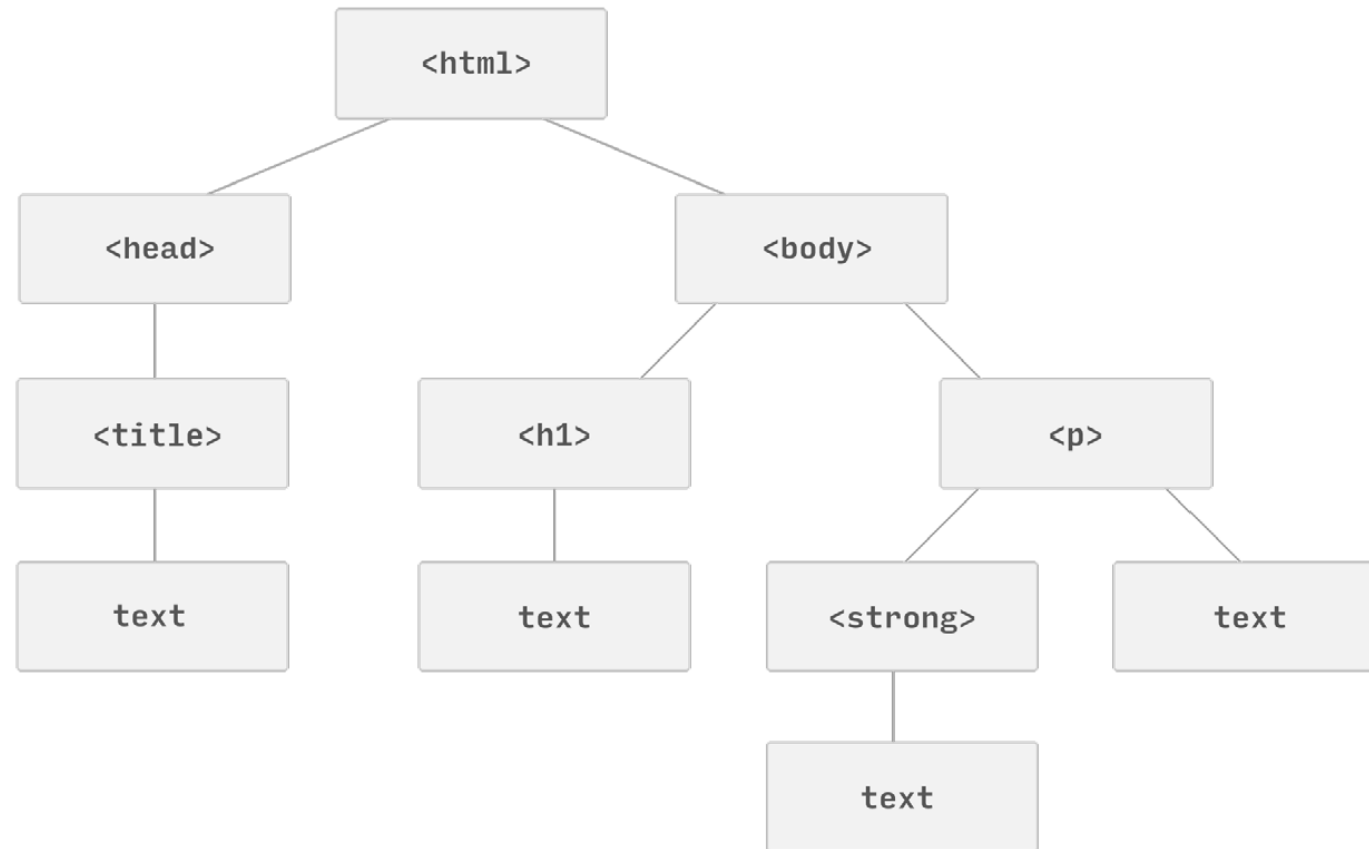 <html>
<head>
<body>
<title>
<h1>
<p>
text
text
<strong>
text
text